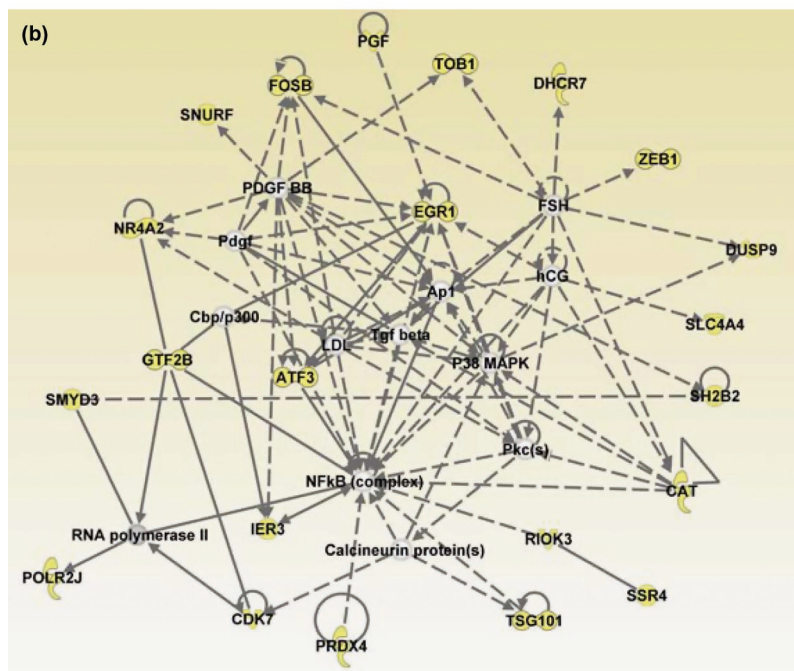 (b)
PGF
TOB1
FOSB
DHCR7
SNURF
ZEB1
PDGF BB
FSH
EGR1
NR4A2
Pdgf
DUSP9
hCG
Ap1
Cbp/p300
SLC4A4
Tgf beta
LDL
GTF2B
P38 MAPK
ATF3
SMYD3
SH2B2
Pkc(s)
NFkB (complex)
CAT
IER3
RNA polymerase II
RIOK3
Calcineurin protein(s)
POLR2J
SSR4
CDK7
TSG101
PRDX4